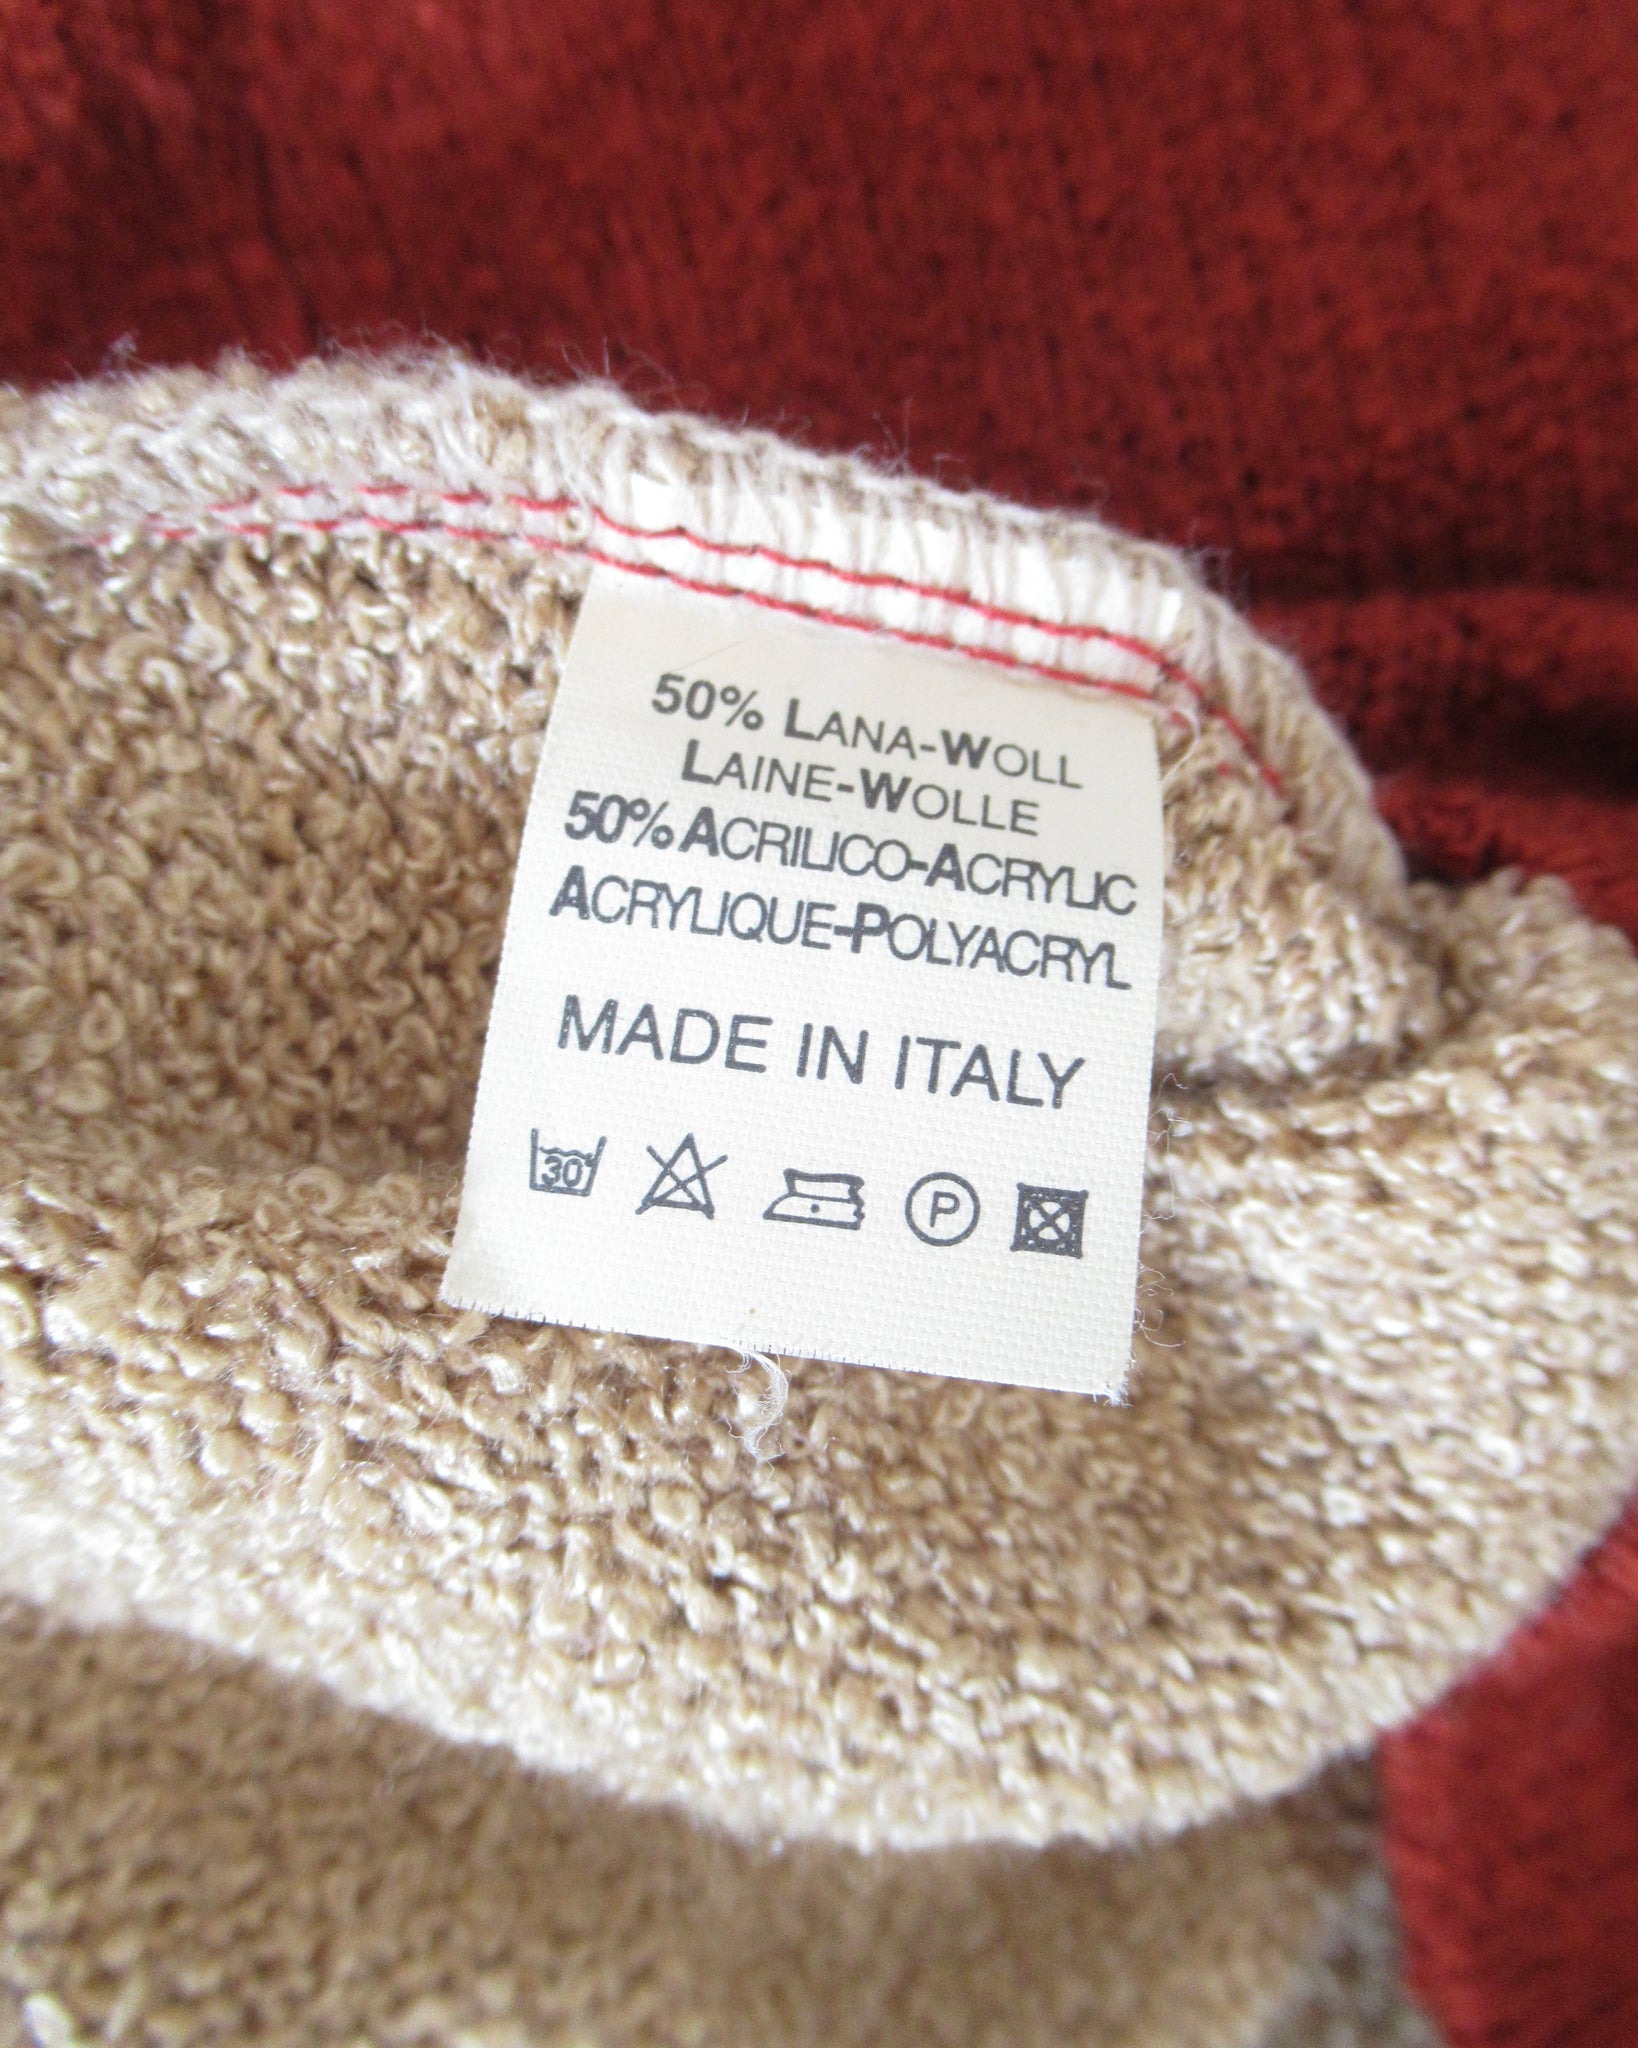 50% LANA-WOLL
LAINE-WOLLE
50% ACRILICO-ACRYLIC
ACRYLIQUE-POLYACRYL
MADE IN ITALY
30 P